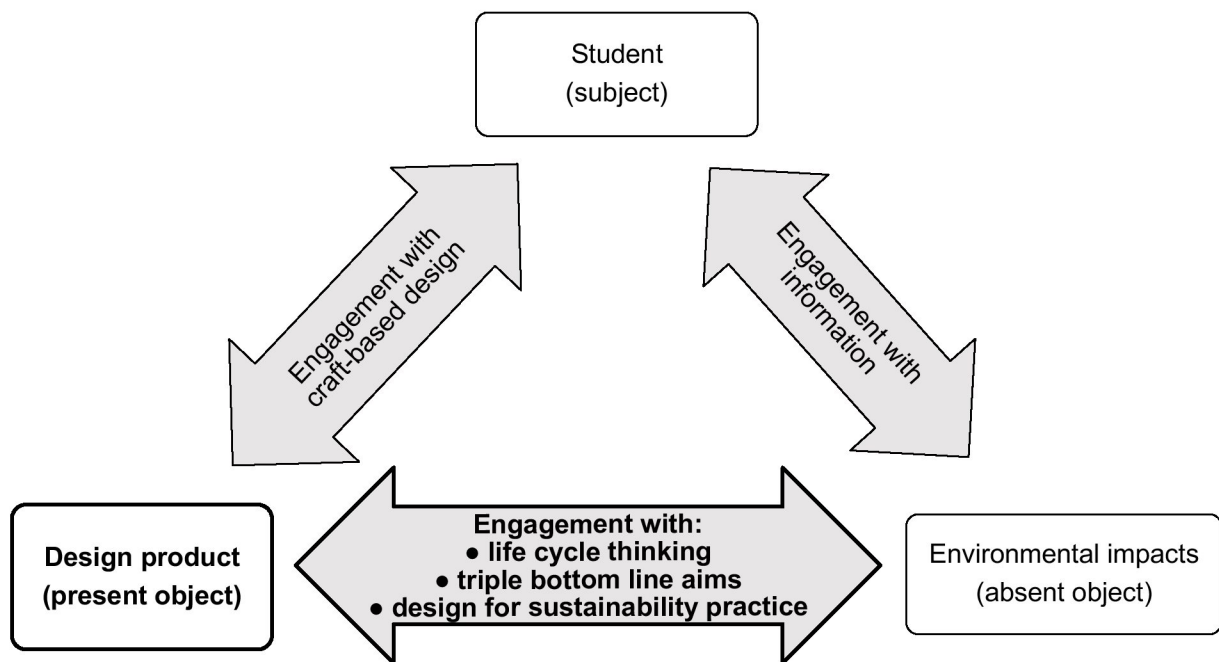 Student
(subject)
Engagement with
craft-based design
Engagement with
information
Design product
(present object)
Engagement with:
● life cycle thinking
● triple bottom line aims
● design for sustainability practice
Environmental impacts
(absent object)